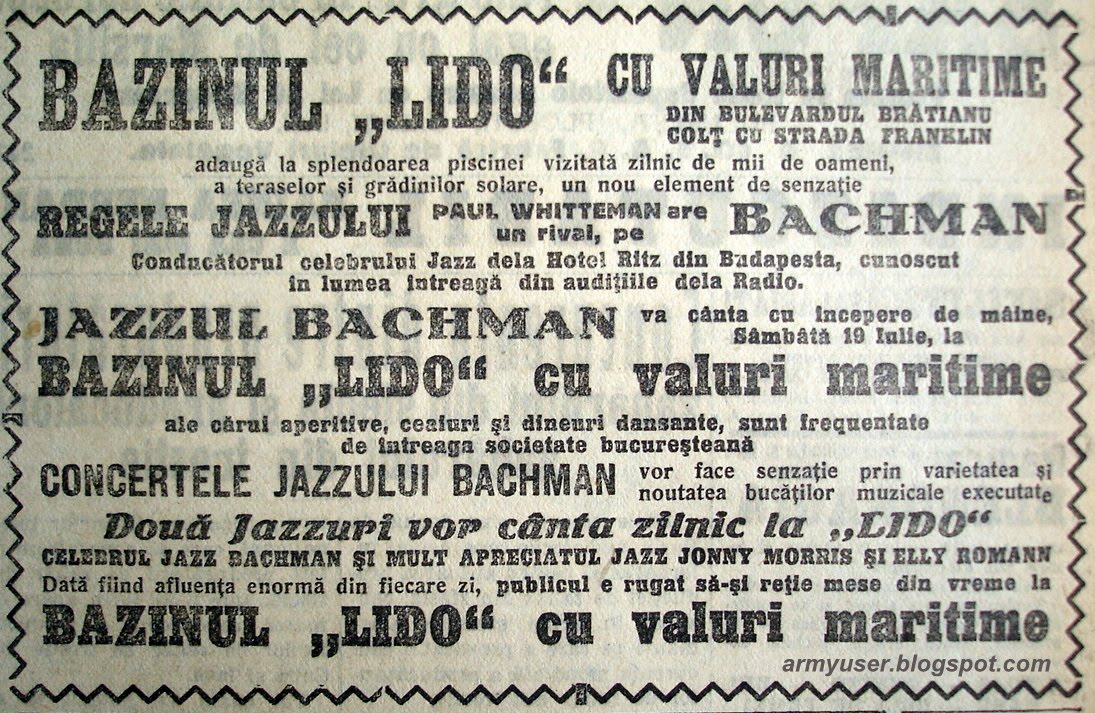 BAZINUL „LIDO“ CU VALURI MARITIME
DIN BULEVARDUL BRĂTIANU
COLŢ CU STRADA FRANKLIN
adaugă la splendoarea piscinei vizitată zilnic de mii de oameni,
a teraselor şi grădinilor solare, un nou element de senzaţie
REGELE JAZZULUI PAUL WHITTEMAN are un rival, pe BACHMAN
Conducătorul celebrului Jazz dela Hotel Ritz din Budapesta, cunoscut
in lumea intreagă din audiţiile dela Radio.
JAZZUL BACHMAN va cânta cu incepere de mâine,
Sâmbătă 19 Iulie, la
BAZINUL „LIDO“ cu valuri maritime
ale cărui aperitive, ceaiuri şi dineuri dansante, sunt frequentate
de intreaga societate bucureşteană
CONCERTELE JAZZULUI BACHMAN vor face senzaţie prin varietatea şi
noutatea bucăţilor muzicale executate
Două Jazzuri vor cânta zilnic la „LIDO“
CELEBRUL JAZZ BACHMAN ŞI MULT APRECIATUL JAZZ JONNY MORRIS ŞI ELLY ROMANN
Dată fiind afluenţa enormă din fiecare zi, publicul e rugat să-şi reţie mese din vreme la
BAZINUL „LIDO“ cu valuri maritime
armyuser.blogspot.com